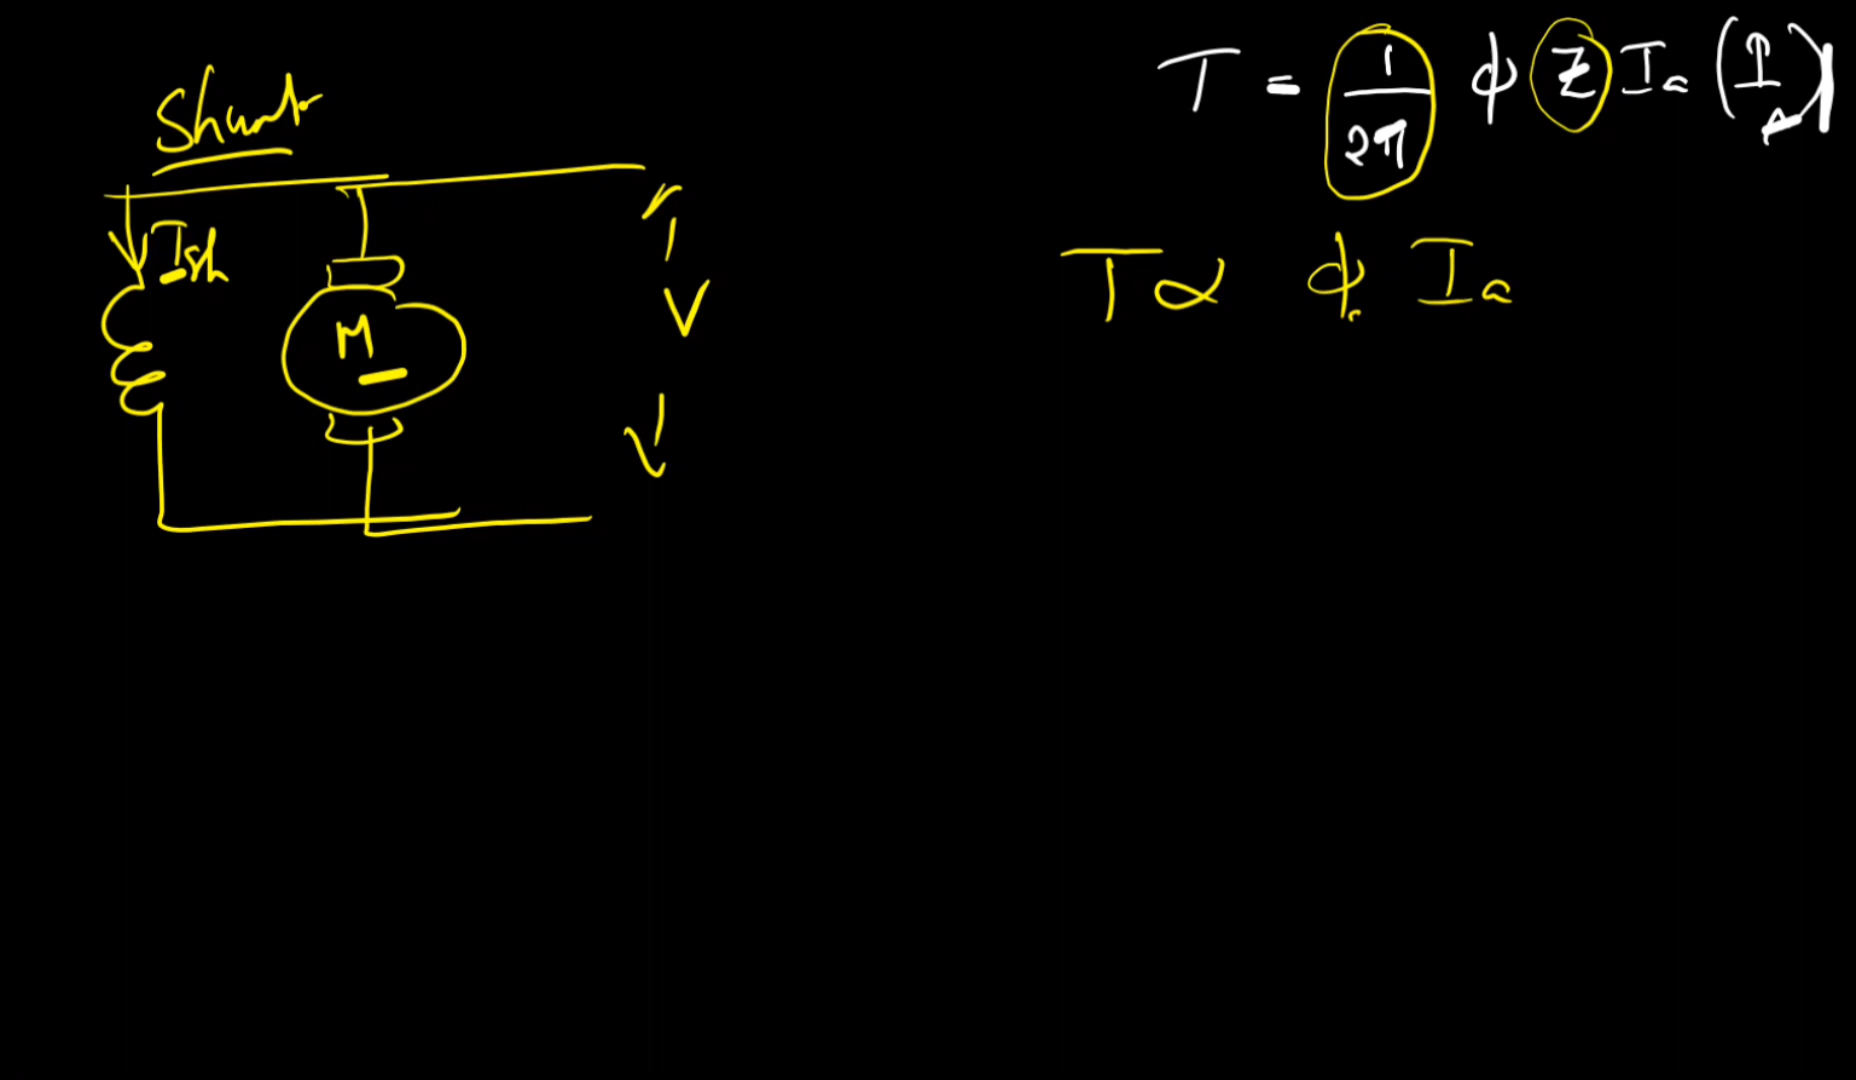 Shunt
Ish
M
V
T = 1/2π ϕ Z Ia (P/A)
T ∝ ϕ Ia